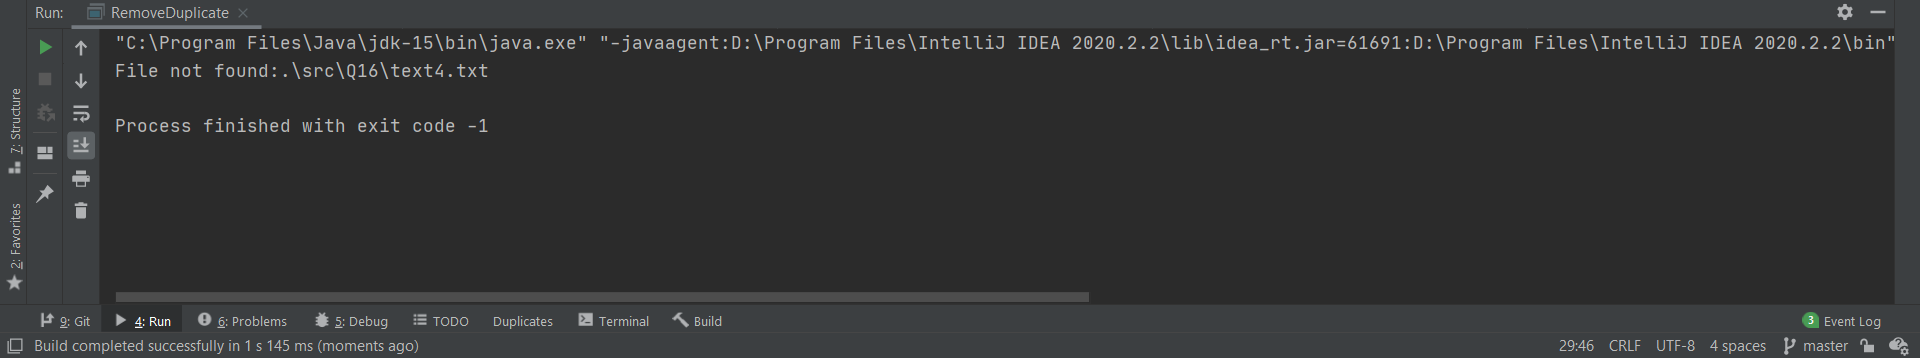 Run: RemoveDuplicate
"C:\Program Files\Java\jdk-15\bin\java.exe" "-javaagent:D:\Program Files\IntelliJ IDEA 2020.2.2\lib\idea_rt.jar=61691:D:\Program Files\IntelliJ IDEA 2020.2.2\bin"
File not found:.\src\Q16\text4.txt
Process finished with exit code -1
7: Structure
2: Favorites
9: Git 4: Run 6: Problems 5: Debug TODO Duplicates Terminal Build 3 Event Log
Build completed successfully in 1 s 145 ms (moments ago) 29:46 CRLF UTF-8 4 spaces master